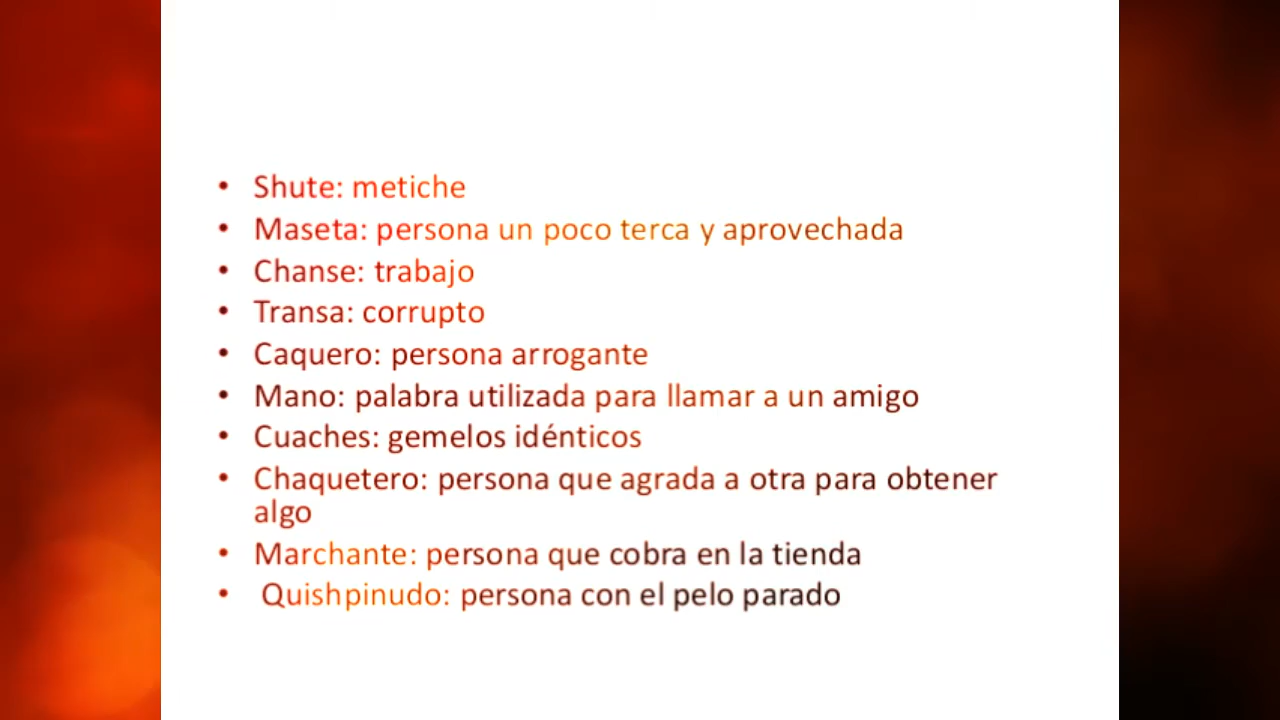 • Shute: metiche
• Maseta: persona un poco terca y aprovechada
• Chanse: trabajo
• Transa: corrupto
• Caquero: persona arrogante
• Mano: palabra utilizada para llamar a un amigo
• Cuaches: gemelos idénticos
• Chaquetero: persona que agrada a otra para obtener
algo
• Marchante: persona que cobra en la tienda
• Quishpinudo: persona con el pelo parado